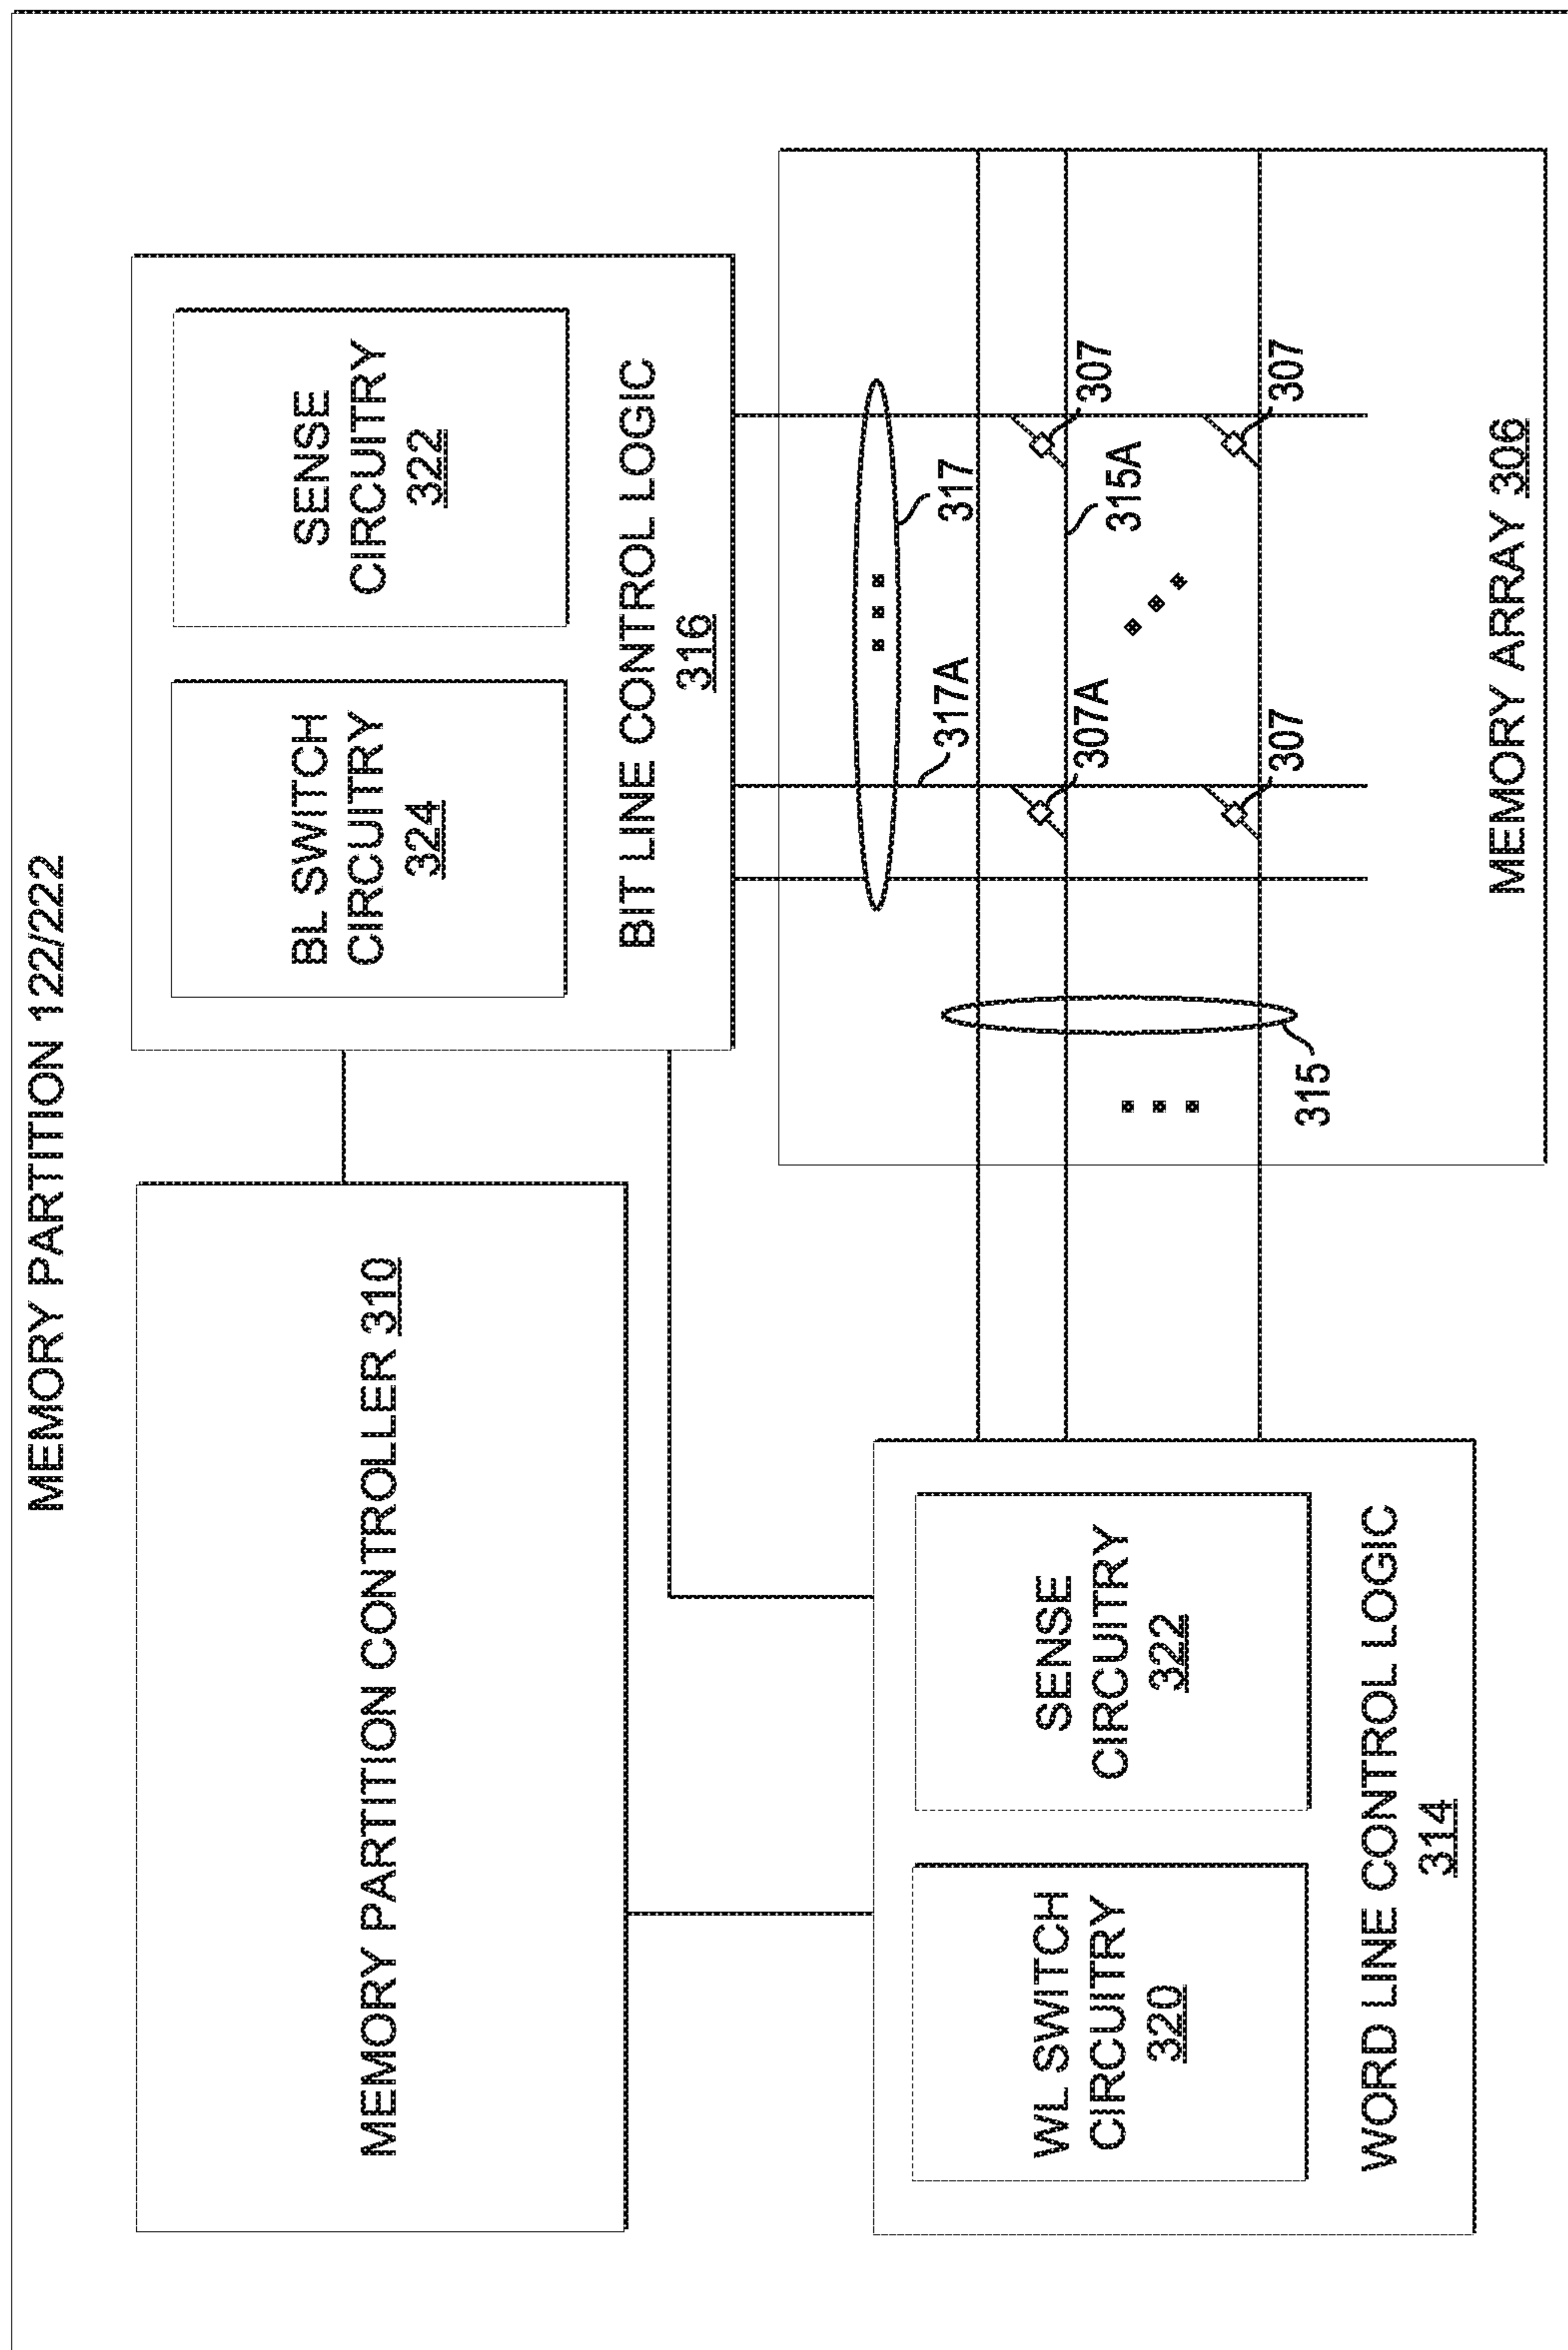 MEMORY PARTITION 122/222
MEMORY PARTITION CONTROLLER 310
BL SWITCH
CIRCUITRY
324
SENSE
CIRCUITRY
322
BIT LINE CONTROL LOGIC
316
WL SWITCH
CIRCUITRY
320
SENSE
CIRCUITRY
322
WORD LINE CONTROL LOGIC
314
317A
317
307A
315A
307
315
307
307
MEMORY ARRAY 306